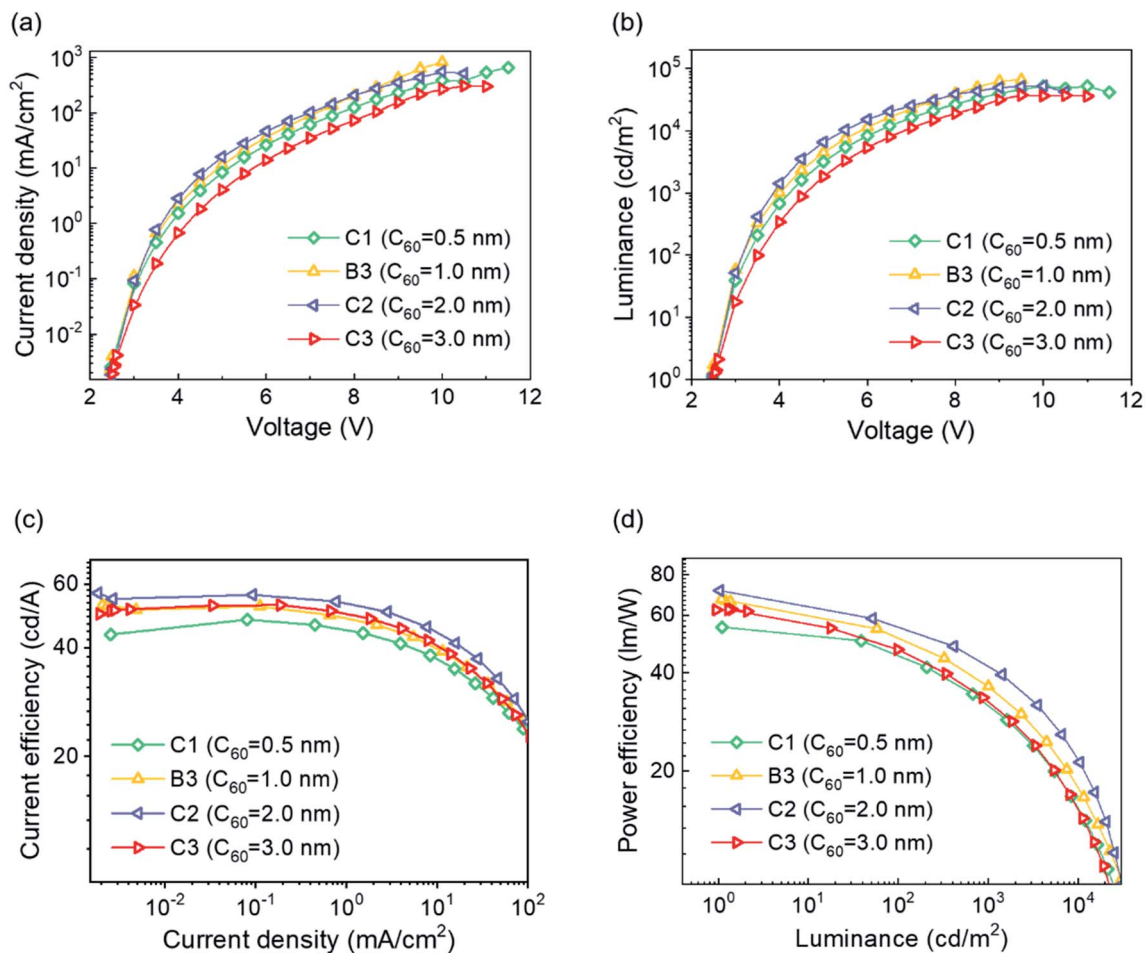 (a)
10³
10²
10¹
10⁰
10⁻¹
10⁻²
Current density (mA/cm²)
C1 (C₆₀=0.5 nm)
B3 (C₆₀=1.0 nm)
C2 (C₆₀=2.0 nm)
C3 (C₆₀=3.0 nm)
2 4 6 8 10 12
Voltage (V)
(b)
10⁵
10⁴
10³
10²
10¹
10⁰
Luminance (cd/m²)
C1 (C₆₀=0.5 nm)
B3 (C₆₀=1.0 nm)
C2 (C₆₀=2.0 nm)
C3 (C₆₀=3.0 nm)
2 4 6 8 10 12
Voltage (V)
(c)
60
40
20
Current efficiency (cd/A)
C1 (C₆₀=0.5 nm)
B3 (C₆₀=1.0 nm)
C2 (C₆₀=2.0 nm)
C3 (C₆₀=3.0 nm)
10⁻² 10⁻¹ 10⁰ 10¹ 10²
Current density (mA/cm²)
(d)
80
60
40
20
Power efficiency (lm/W)
C1 (C₆₀=0.5 nm)
B3 (C₆₀=1.0 nm)
C2 (C₆₀=2.0 nm)
C3 (C₆₀=3.0 nm)
10⁰ 10¹ 10² 10³ 10⁴
Luminance (cd/m²)